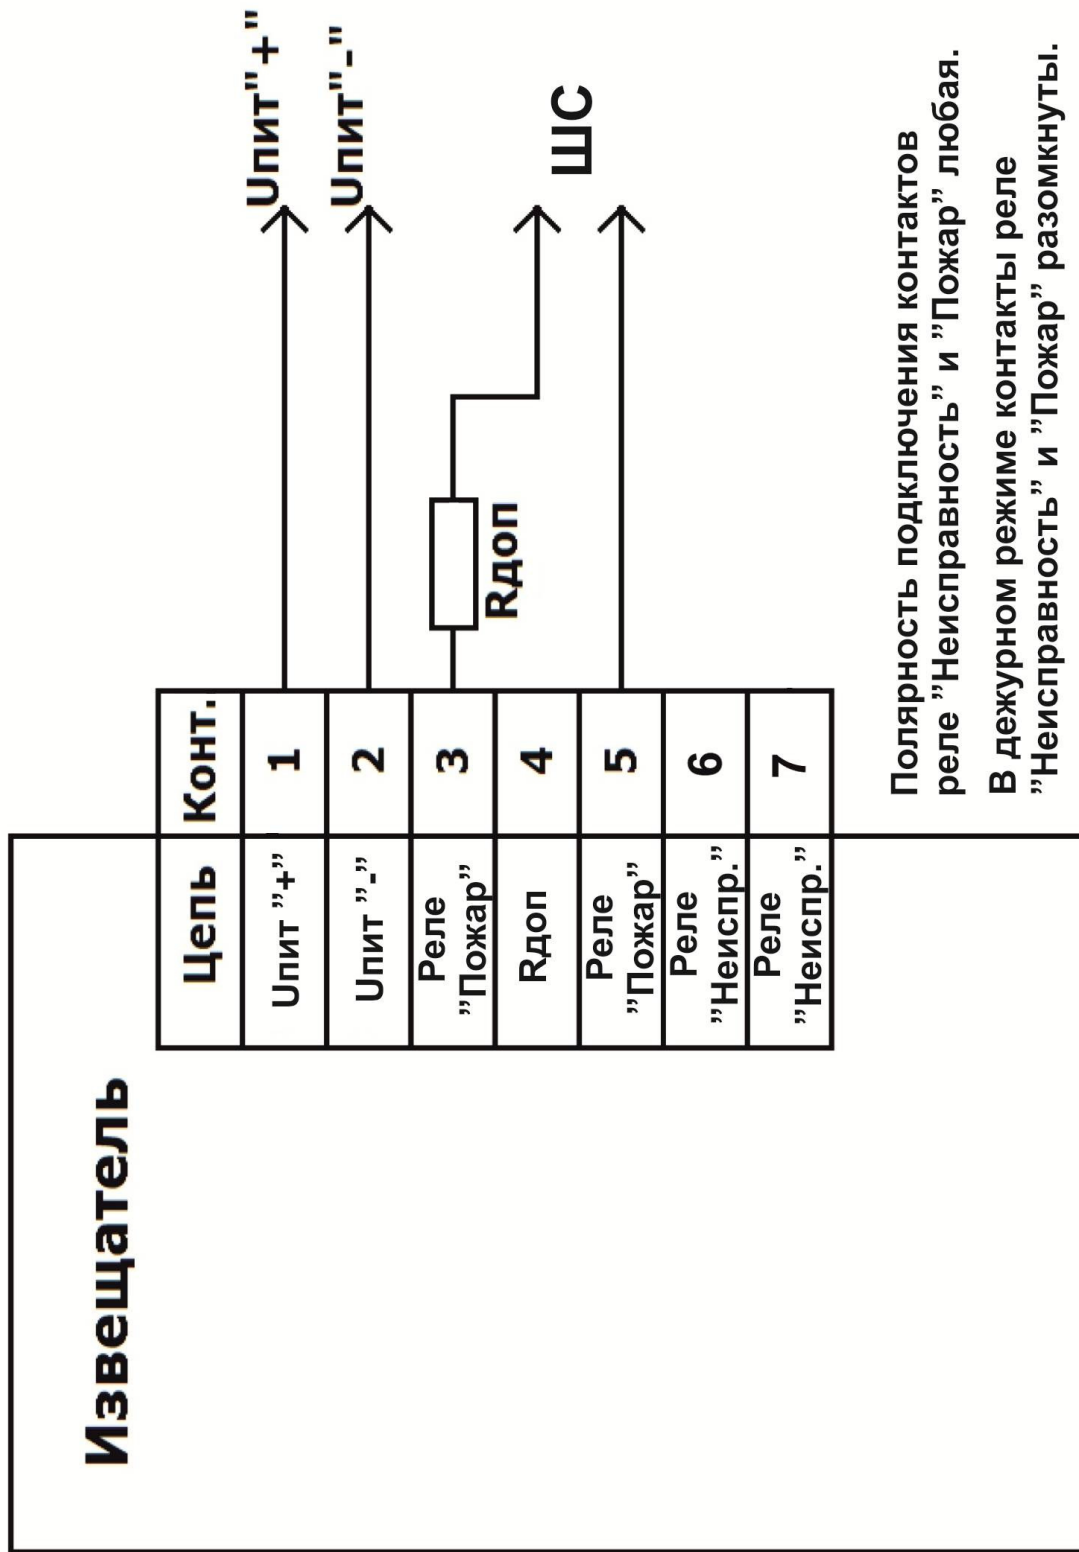 Извещатель
Цепь Конт.
Uпит ”+” 1
Uпит"+"
Uпит ”-” 2
Uпит"-"
Реле
”Пожар” 3
Rдоп
Rдоп 4
ШС
Реле
”Пожар” 5
Реле
”Неиспр.” 6
Реле
”Неиспр.” 7
Полярность подключения контактов
реле ”Неисправность” и ”Пожар” любая.
В дежурном режиме контакты реле
”Неисправность” и ”Пожар” разомкнуты.